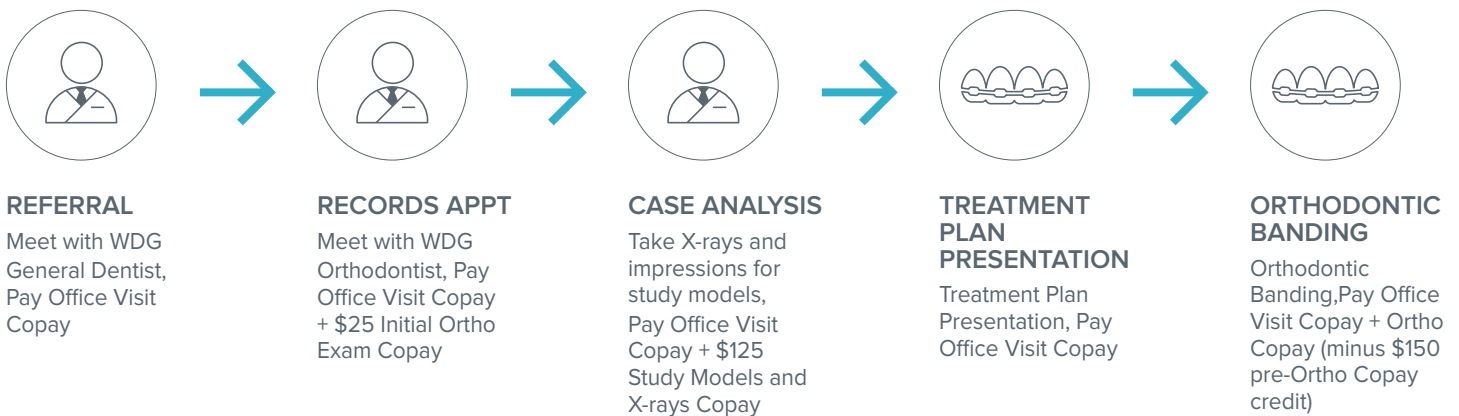 REFERRAL
Meet with WDG
General Dentist,
Pay Office Visit
Copay
RECORDS APPT
Meet with WDG
Orthodontist, Pay
Office Visit Copay
+ $25 Initial Ortho
Exam Copay
CASE ANALYSIS
Take X-rays and
impressions for
study models,
Pay Office Visit
Copay + $125
Study Models and
X-rays Copay
TREATMENT
PLAN
PRESENTATION
Treatment Plan
Presentation, Pay
Office Visit Copay
ORTHODONTIC
BANDING
Orthodontic
Banding,Pay Office
Visit Copay + Ortho
Copay (minus $150
pre-Ortho Copay
credit)